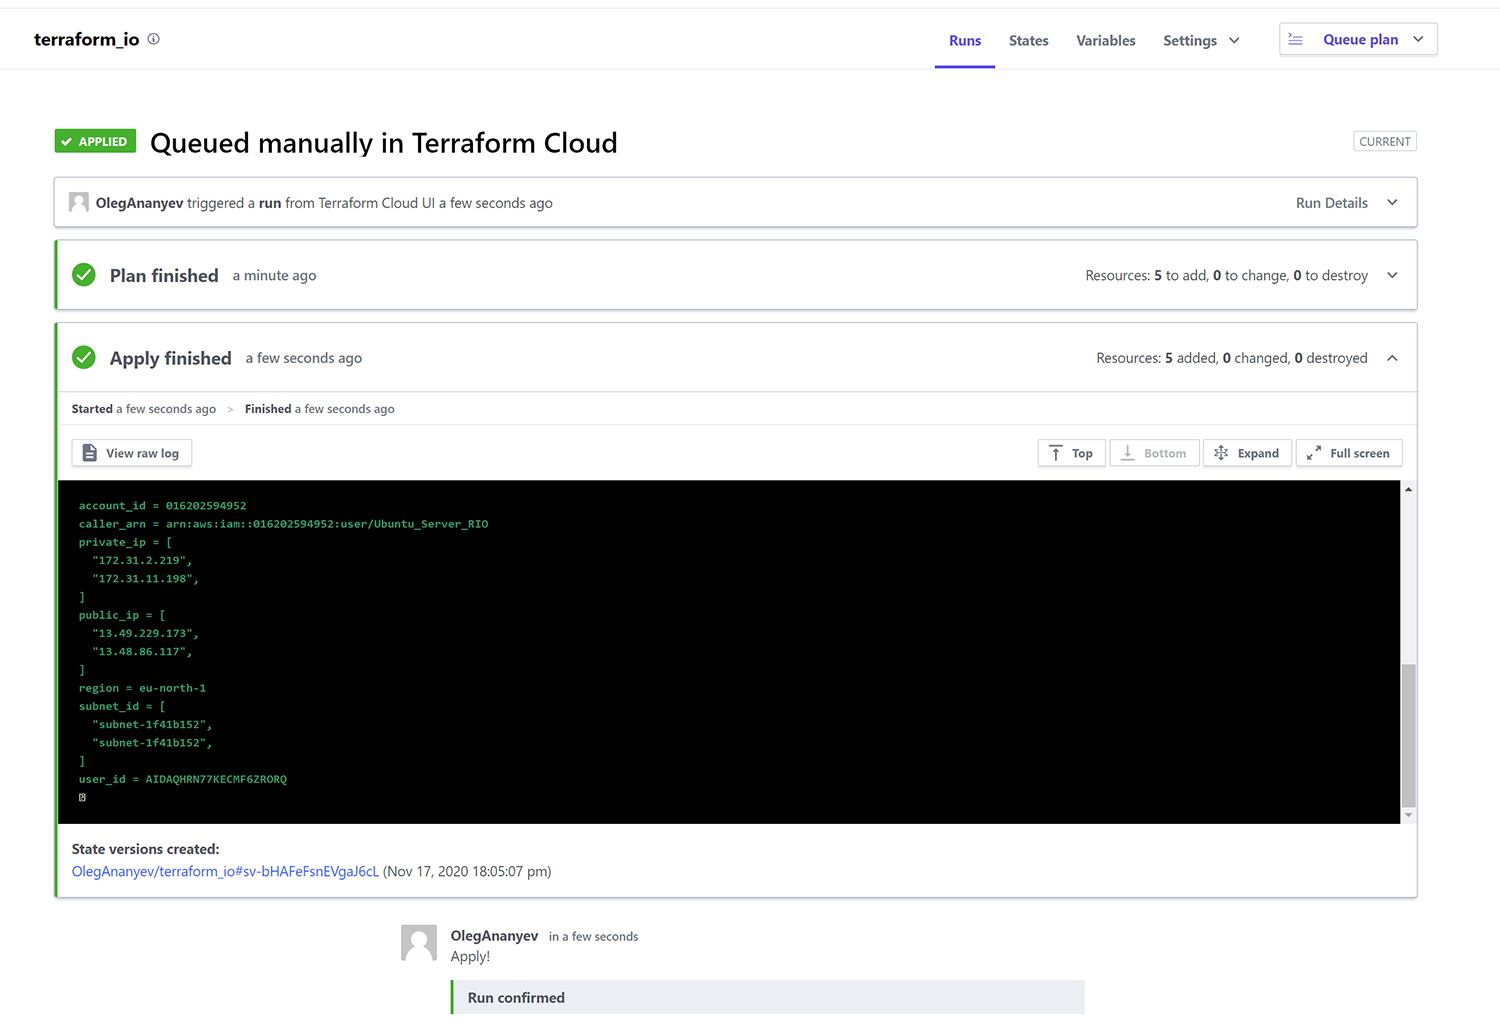 terraform_io
Runs States Variables Settings Queue plan
APPLIED Queued manually in Terraform Cloud CURRENT
OlegAnanyev triggered a run from Terraform Cloud UI a few seconds ago Run Details
Plan finished a minute ago Resources: 5 to add, 0 to change, 0 to destroy
Apply finished a few seconds ago Resources: 5 added, 0 changed, 0 destroyed
Started a few seconds ago > Finished a few seconds ago
View raw log Top Bottom Expand Full screen
account_id = 016202594952
caller_arn = arn:aws:iam::016202594952:user/Ubuntu_Server_RIO
private_ip = [
"172.31.2.219",
"172.31.11.198",
]
public_ip = [
"13.49.229.173",
"13.48.86.117",
]
region = eu-north-1
subnet_id = [
"subnet-1f41b152",
"subnet-1f41b152",
]
user_id = AIDAQHRN77KECMF6ZRORQ
State versions created:
OlegAnanyev/terraform_io#sv-bHAFeFsnEVgaJ6cL (Nov 17, 2020 18:05:07 pm)
OlegAnanyev in a few seconds
Apply!
Run confirmed